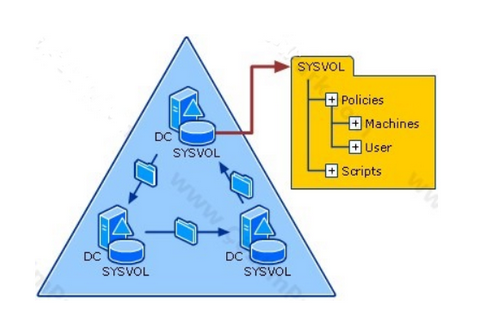 SYSVOL
Policies
Machines
User
Scripts
DC
SYSVOL
DC
SYSVOL
DC
SYSVOL